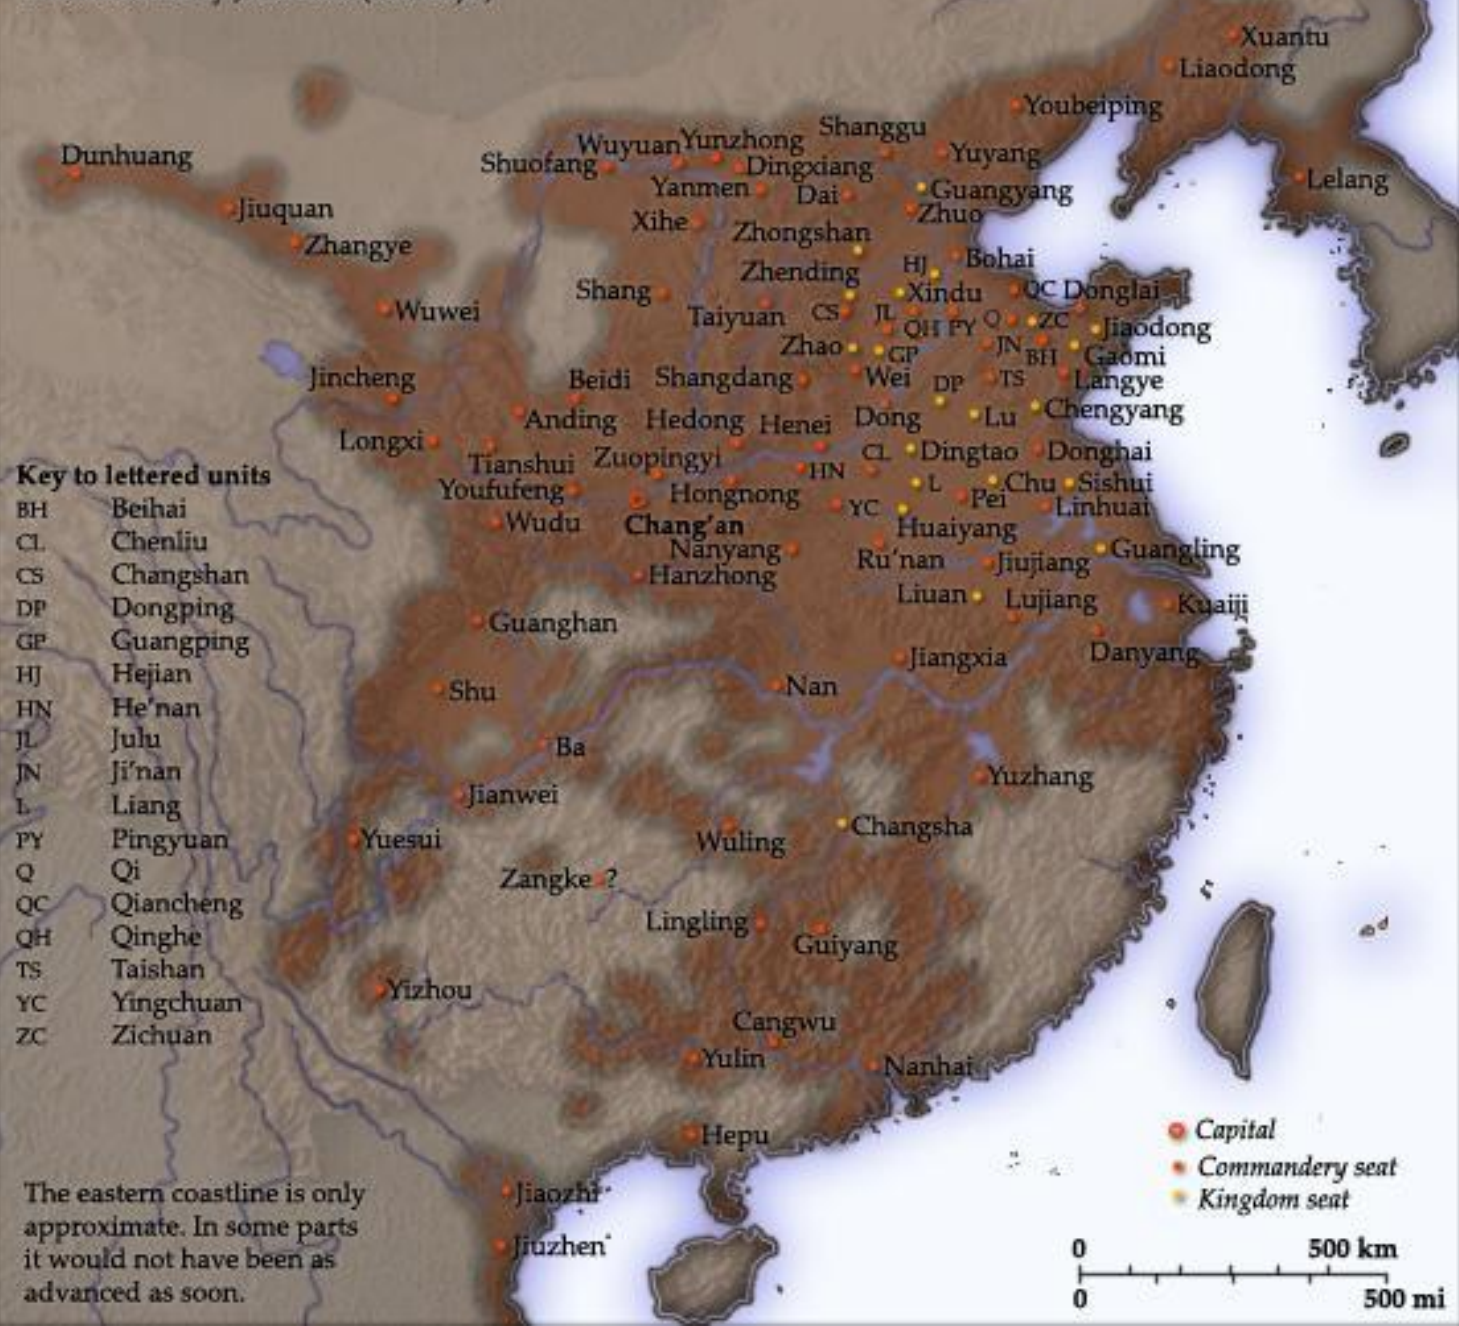 Xuantu
Liaodong
Youbeiping
Shanggu
Wuyuan Yunzhong
Dunhuang
Shuofang
Dingxiang
Yuyang
Yanmen
Dai
Guangyang
Lelang
Jiuquan
Xihe
Zhuo
Zhongshan
Zhangye
Bohai
Zhending
HJ
Shang
Xindu
QC Donglai
Wuwei
Taiyuan
CS
JL
QH
PY
Q
ZC
Jiaodong
Zhao
GP
JN
BH
Gaomi
Jincheng
Beidi
Shangdang
Wei
DP
TS
Langye
Anding
Hedong
Henei
Dong
Lu
Chengyang
Longxi
Tianshui
Zuopingyi
HN
CL
Dingtao
Donghai
Youfufeng
Hongnong
L
Chu
Sishui
Wudu
Chang'an
YC
Pei
Linhuai
Huaiyang
Nanyang
Ru'nan
Jiujiang
Guangling
Hanzhong
Liuan
Lujiang
Kuaiji
Guanghan
Jiangxia
Danyang
Shu
Nan
Ba
Yuzhang
Jianwei
Yuesui
Wuling
Changsha
Zangke ?
Lingling
Guiyang
Yizhou
Cangwu
Yulin
Nanhai
Hepu
Jiaozhi
Jiuzhen
Key to lettered units
BH Beihai
CL Chenliu
CS Changshan
DP Dongping
GP Guangping
HJ Hejian
HN He'nan
JL Julu
JN Ji'nan
L Liang
PY Pingyuan
Q Qi
QC Qiancheng
QH Qinghe
TS Taishan
YC Yingchuan
ZC Zichuan
The eastern coastline is only
approximate. In some parts
it would not have been as
advanced as soon.
Capital
Commandery seat
Kingdom seat
0 500 km
0 500 mi